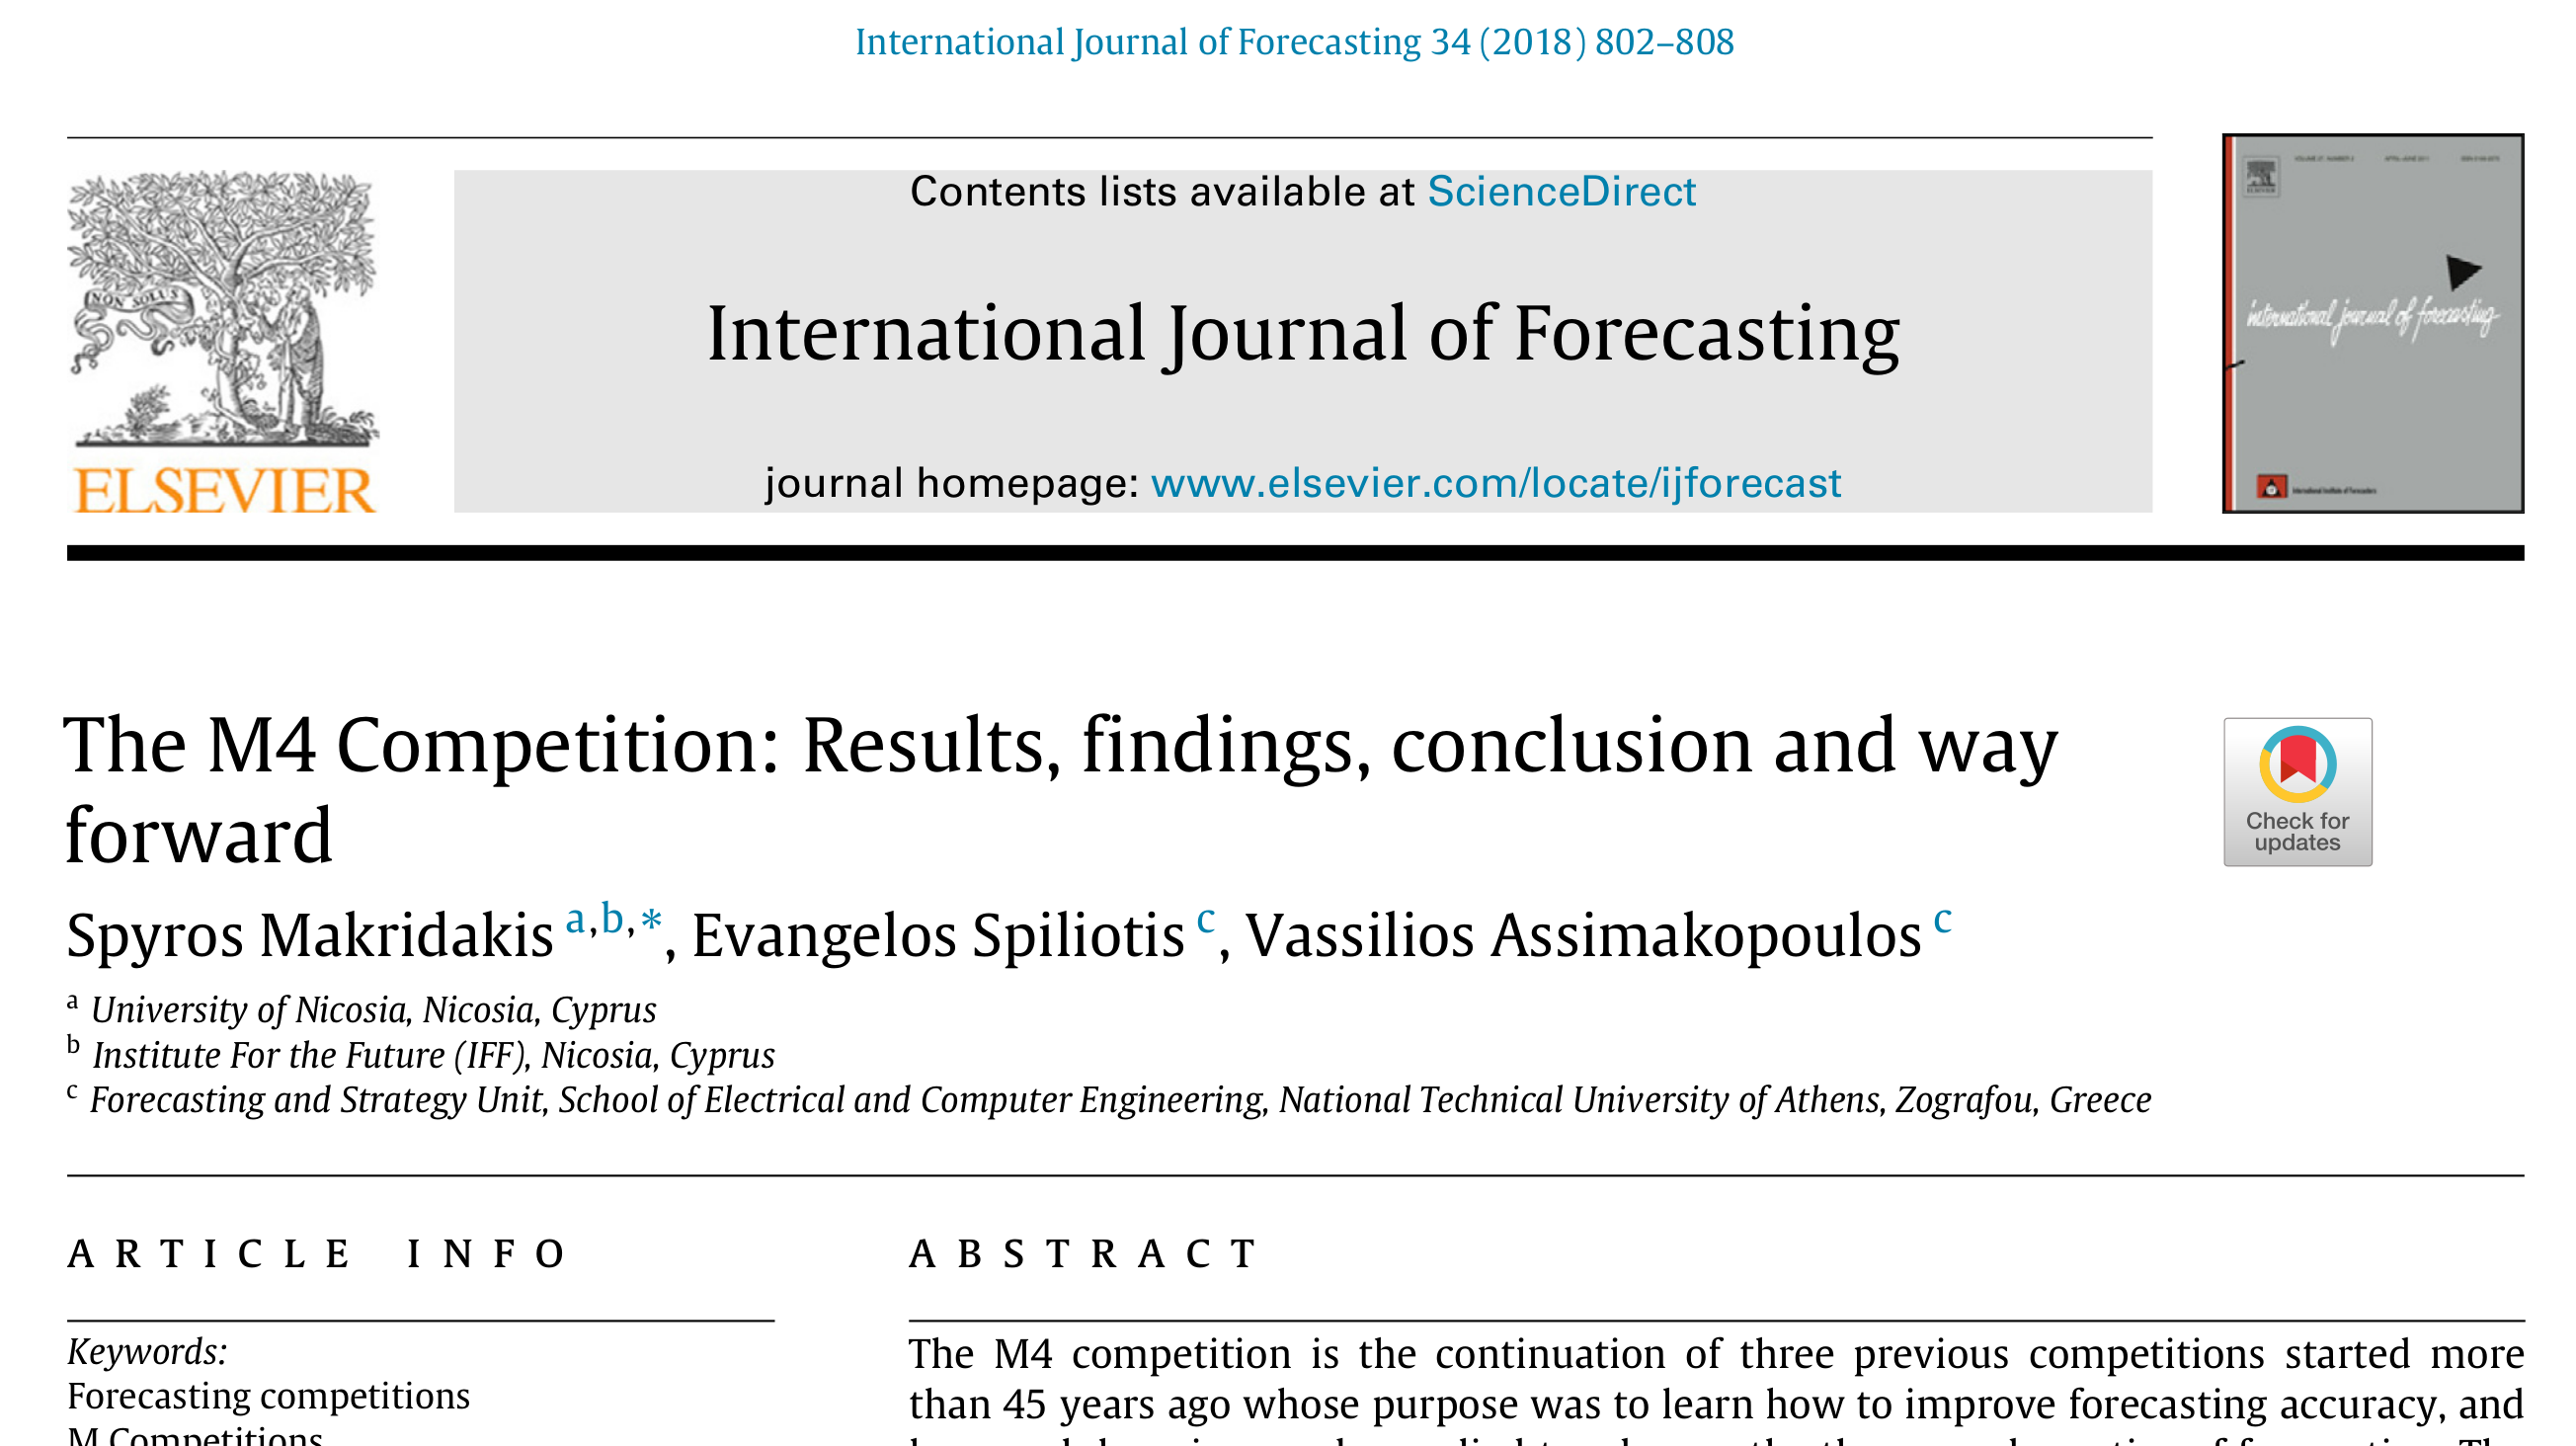 International Journal of Forecasting 34 (2018) 802–808
Contents lists available at ScienceDirect
International Journal of Forecasting
journal homepage: www.elsevier.com/locate/ijforecast
NON SOLUS
ELSEVIER
international journal of forecasting
The M4 Competition: Results, findings, conclusion and way
forward
Check for
updates
Spyros Makridakis a,b,*, Evangelos Spiliotis c, Vassilios Assimakopoulos c
a University of Nicosia, Nicosia, Cyprus
b Institute For the Future (IFF), Nicosia, Cyprus
c Forecasting and Strategy Unit, School of Electrical and Computer Engineering, National Technical University of Athens, Zografou, Greece
ARTICLE INFO
Keywords:
Forecasting competitions
M Competitions
ABSTRACT
The M4 competition is the continuation of three previous competitions started more
than 45 years ago whose purpose was to learn how to improve forecasting accuracy, and